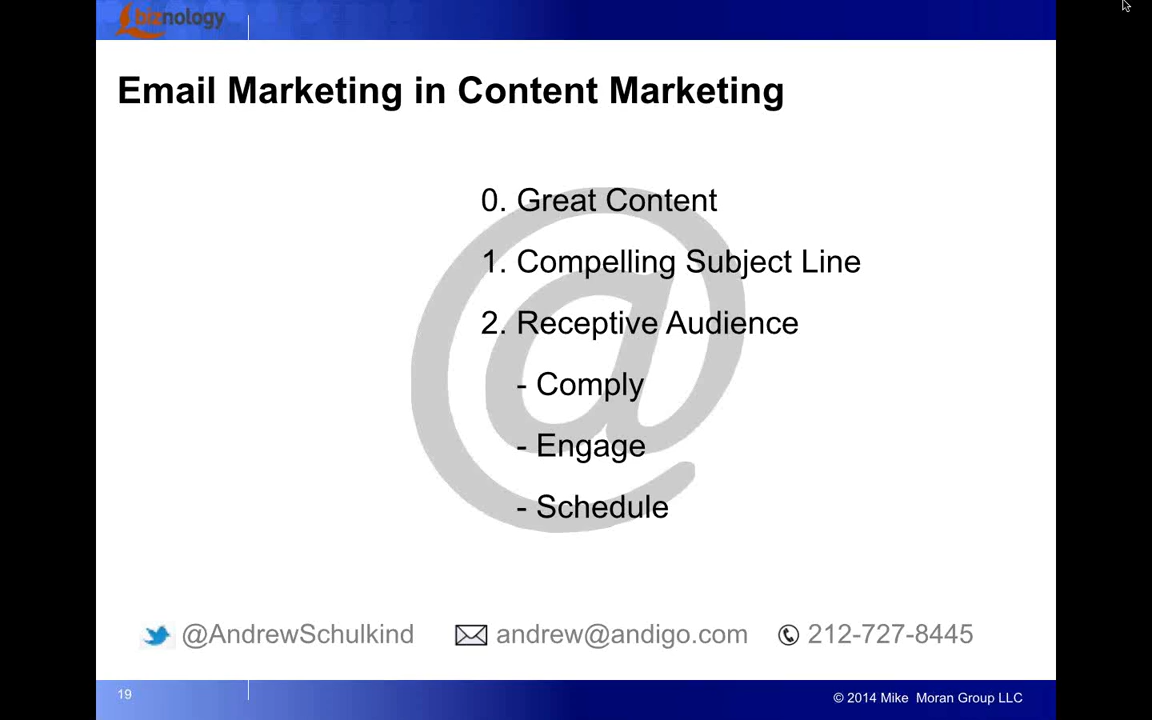 biznology
Email Marketing in Content Marketing
0. Great Content
1. Compelling Subject Line
2. Receptive Audience
- Comply
- Engage
- Schedule
@AndrewSchulkind andrew@andigo.com 212-727-8445
19 © 2014 Mike Moran Group LLC